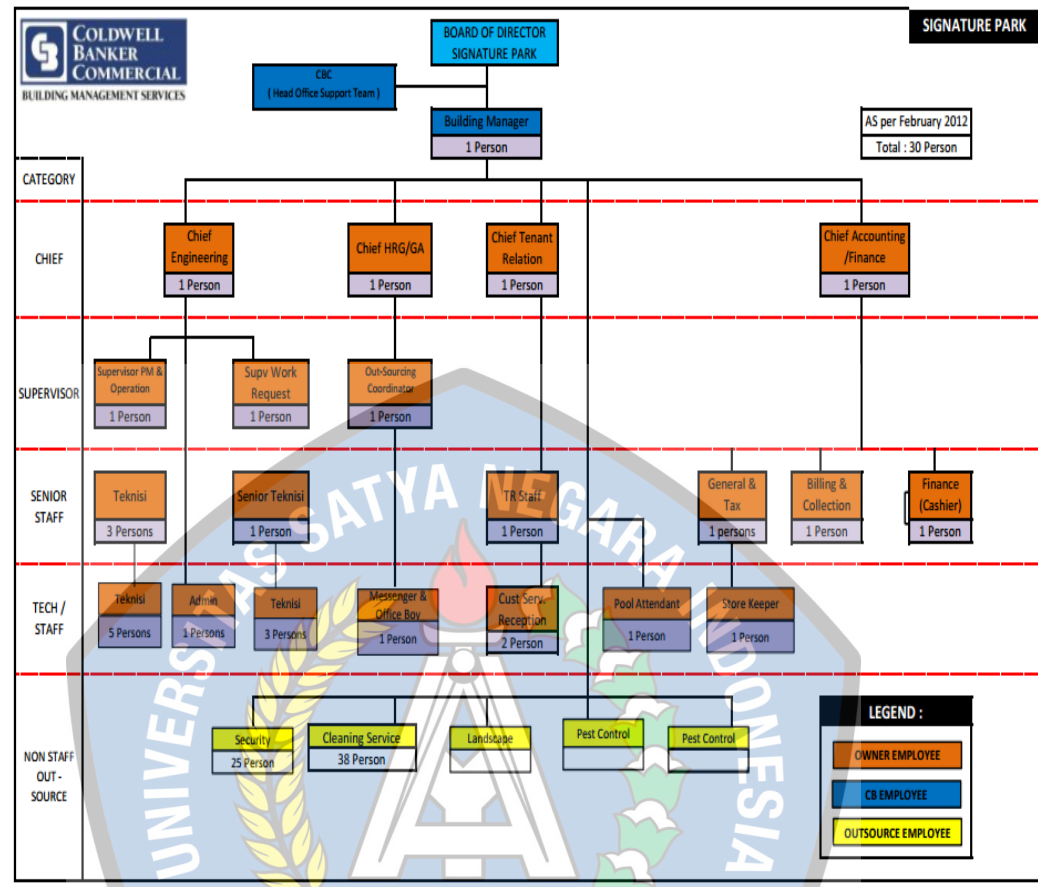 COLDWELL
BANKER
COMMERCIAL
BUILDING MANAGEMENT SERVICES
BOARD OF DIRECTOR
SIGNATURE PARK
SIGNATURE PARK
CBC
( Head Office Support Team )
Building Manager
1 Person
AS per February 2012
Total : 30 Person
CATEGORY
CHIEF
Chief
Engineering
1 Person
Chief HRG/GA
1 Person
Chief Tenant
Relation
1 Person
Chief Accounting
/Finance
1 Person
SUPERVISOR
Supervisor PM &
Operation
1 Person
Supv Work
Request
1 Person
Out-Sourcing
Coordinator
1 Person
SENIOR
STAFF
Teknisi
3 Persons
Senior Teknisi
1 Person
TR Staff
1 Person
General &
Tax
1 persons
Billing &
Collection
1 Person
Finance
(Cashier)
1 Person
TECH /
STAFF
Teknisi
5 Persons
Admin
1 Persons
Teknisi
3 Persons
Messenger &
Office Boy
1 Person
Cust Serv.
Reception
2 Person
Pool Attendant
1 Person
Store Keeper
1 Person
NON STAFF
OUT -
SOURCE
Security
25 Person
Cleaning Service
38 Person
Landscape
Pest Control
Pest Control
LEGEND :
OWNER EMPLOYEE
CB EMPLOYEE
OUTSOURCE EMPLOYEE
UNIVERSITAS SATYA NEGARA INDONESIA